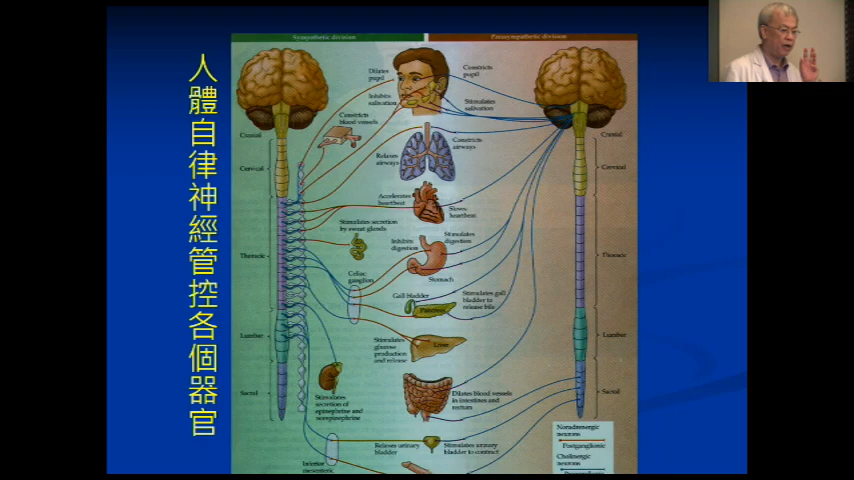 人體自律神經管控各個器官
Sympathetic division
Parasympathetic division
Dilates
pupil
Constricts
pupil
Inhibits
salivation
Stimulates
salivation
Constricts
blood vessels
Cranial
Cranial
Constricts
airways
Relaxes
airways
Cervical
Cervical
Accelerates
heartbeat
Slows
heartbeat
Stimulates secretion
by sweat glands
Stimulates
digestion
Inhibits
digestion
Thoracic
Thoracic
Celiac
ganglion
Stomach
Gall bladder
Stimulates gall
bladder to
release bile
Pancreas
Lumbar
Lumbar
Stimulates
glucose
production
and release
Liver
Sacral
Sacral
Stimulates
secretion of
epinephrine and
norepinephrine
Dilates blood vessels
in intestines and
rectum
Noradrenergic
neurons
Postganglionic
Cholinergic
neurons
Relaxes urinary
bladder
Stimulates urinary
bladder to contract
Inferior
mesenteric